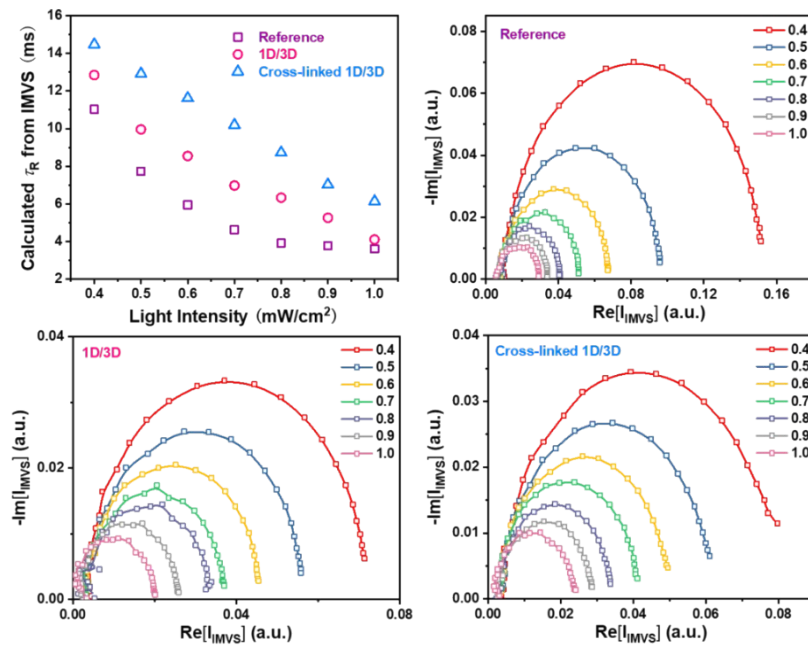 Calculated τR from IMVS (ms)
16
14
12
10
8
6
4
2
Reference
1D/3D
Cross-linked 1D/3D
0.4 0.5 0.6 0.7 0.8 0.9 1.0
Light Intensity (mW/cm²)
Reference
-Im[IIMVS] (a.u.)
0.08
0.06
0.04
0.02
0.00
0.4
0.5
0.6
0.7
0.8
0.9
1.0
0.00 0.04 0.08 0.12 0.16
Re[IIMVS] (a.u.)
1D/3D
-Im[IIMVS] (a.u.)
0.04
0.02
0.00
0.4
0.5
0.6
0.7
0.8
0.9
1.0
0.00 0.04 0.08
Re[IIMVS] (a.u.)
Cross-linked 1D/3D
-Im[IIMVS] (a.u.)
0.04
0.03
0.02
0.01
0.00
0.4
0.5
0.6
0.7
0.8
0.9
1.0
0.00 0.02 0.04 0.06 0.08
Re[IIMVS] (a.u.)